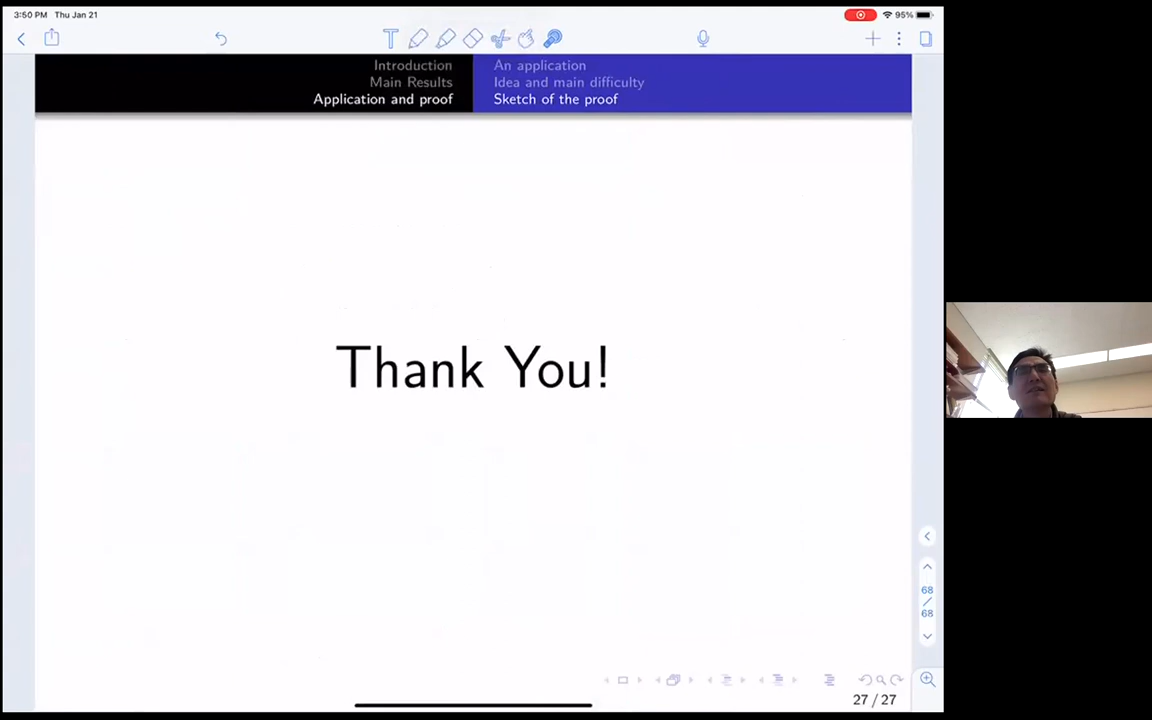 3:50 PM Thu Jan 21
95%
Introduction
Main Results
Application and proof
An application
Idea and main difficulty
Sketch of the proof
Thank You!
68
/
68
27 / 27